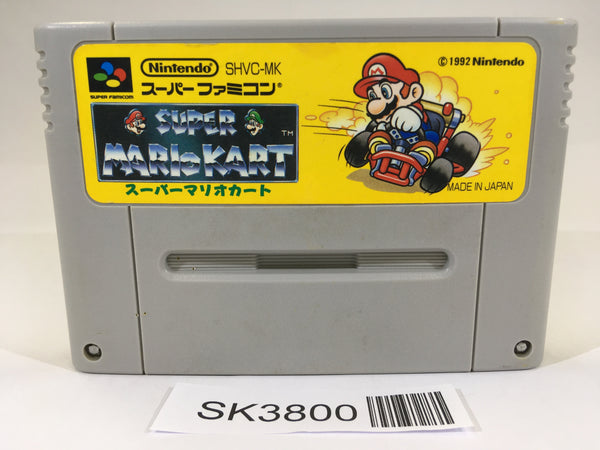 SUPER FAMICOM
Nintendo SHVC-MK
スーパーファミコン®
© 1992 Nintendo
SUPER
MARIO KART ™
スーパーマリオカート
MADE IN JAPAN
SK3800